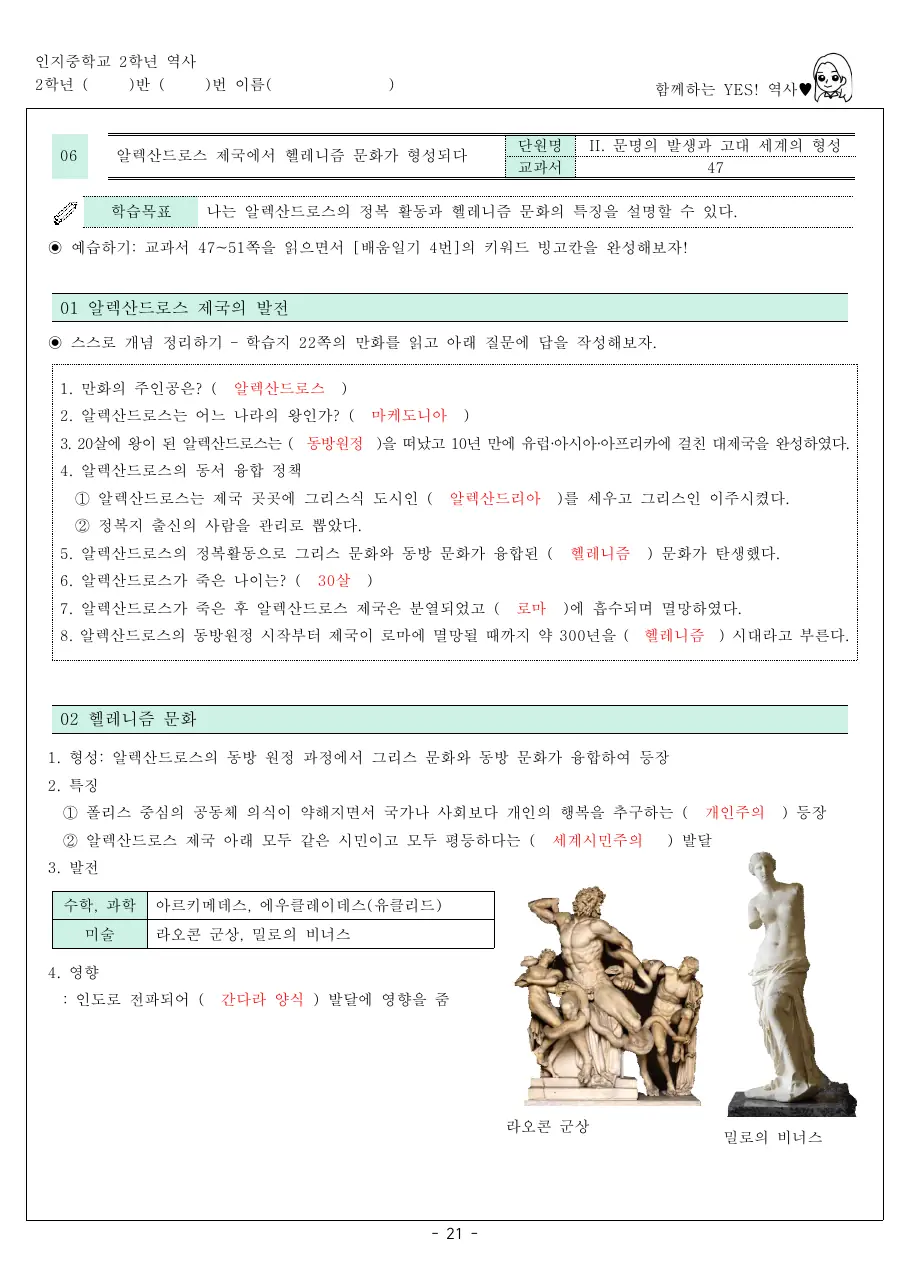 인지중학교 2학년 역사
2학년 ( )반 ( )번 이름( )
함께하는 YES! 역사♥
06
알렉산드로스 제국에서 헬레니즘 문화가 형성되다
단원명
II. 문명의 발생과 고대 세계의 형성
교과서
47
학습목표
나는 알렉산드로스의 정복 활동과 헬레니즘 문화의 특징을 설명할 수 있다.
◉ 예습하기: 교과서 47~51쪽을 읽으면서 [배움일기 4번]의 키워드 빙고칸을 완성해보자!
01 알렉산드로스 제국의 발전
◉ 스스로 개념 정리하기 - 학습지 22쪽의 만화를 읽고 아래 질문에 답을 작성해보자.
1. 만화의 주인공은? ( 알렉산드로스 )
2. 알렉산드로스는 어느 나라의 왕인가? ( 마케도니아 )
3. 20살에 왕이 된 알렉산드로스는 ( 동방원정 )을 떠났고 10년 만에 유럽·아시아·아프리카에 걸친 대제국을 완성하였다.
4. 알렉산드로스의 동서 융합 정책
① 알렉산드로스는 제국 곳곳에 그리스식 도시인 ( 알렉산드리아 )를 세우고 그리스인 이주시켰다.
② 정복지 출신의 사람을 관리로 뽑았다.
5. 알렉산드로스의 정복활동으로 그리스 문화와 동방 문화가 융합된 ( 헬레니즘 ) 문화가 탄생했다.
6. 알렉산드로스가 죽은 나이는? ( 30살 )
7. 알렉산드로스가 죽은 후 알렉산드로스 제국은 분열되었고 ( 로마 )에 흡수되며 멸망하였다.
8. 알렉산드로스의 동방원정 시작부터 제국이 로마에 멸망될 때까지 약 300년을 ( 헬레니즘 ) 시대라고 부른다.
02 헬레니즘 문화
1. 형성: 알렉산드로스의 동방 원정 과정에서 그리스 문화와 동방 문화가 융합하여 등장
2. 특징
① 폴리스 중심의 공동체 의식이 약해지면서 국가나 사회보다 개인의 행복을 추구하는 ( 개인주의 ) 등장
② 알렉산드로스 제국 아래 모두 같은 시민이고 모두 평등하다는 ( 세계시민주의 ) 발달
3. 발전
수학, 과학
아르키메데스, 에우클레이데스(유클리드)
미술
라오콘 군상, 밀로의 비너스
4. 영향
: 인도로 전파되어 ( 간다라 양식 ) 발달에 영향을 줌
라오콘 군상
밀로의 비너스
- 21 -